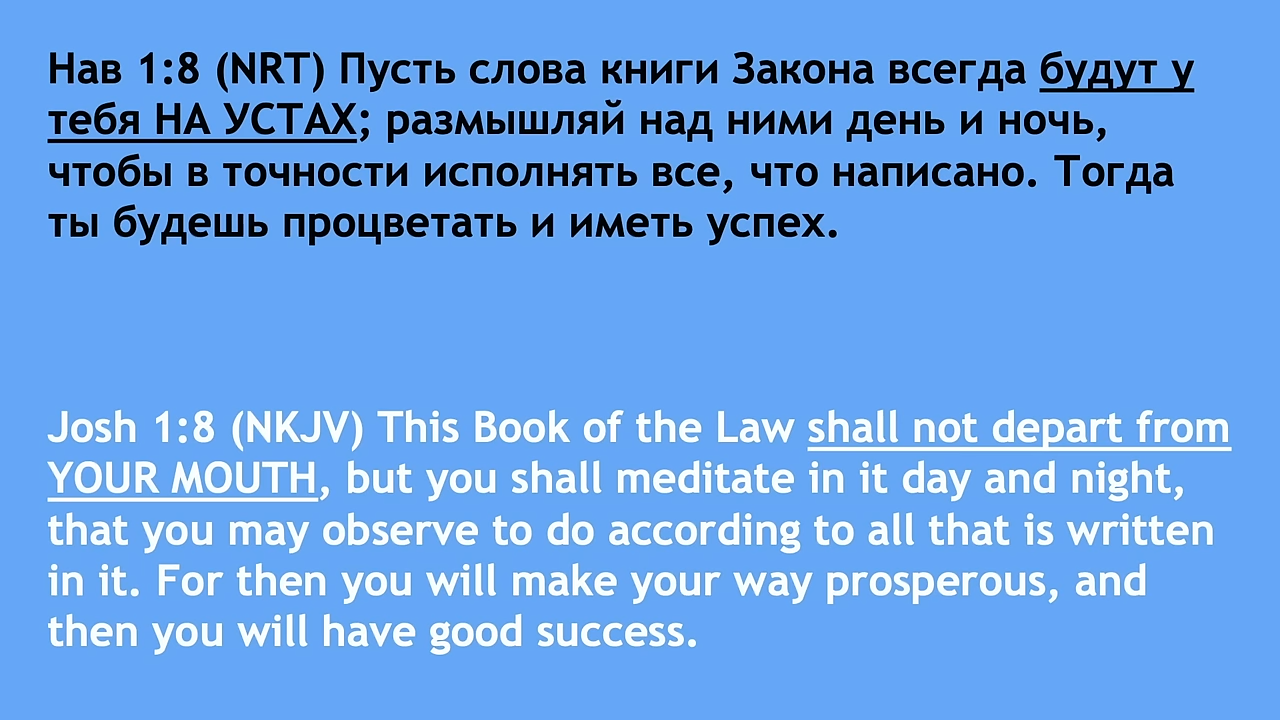 Нав 1:8 (NRT) Пусть слова книги Закона всегда будут у
тебя НА УСТАХ; размышляй над ними день и ночь,
чтобы в точности исполнять все, что написано. Тогда
ты будешь процветать и иметь успех.
Josh 1:8 (NKJV) This Book of the Law shall not depart from
YOUR MOUTH, but you shall meditate in it day and night,
that you may observe to do according to all that is written
in it. For then you will make your way prosperous, and
then you will have good success.